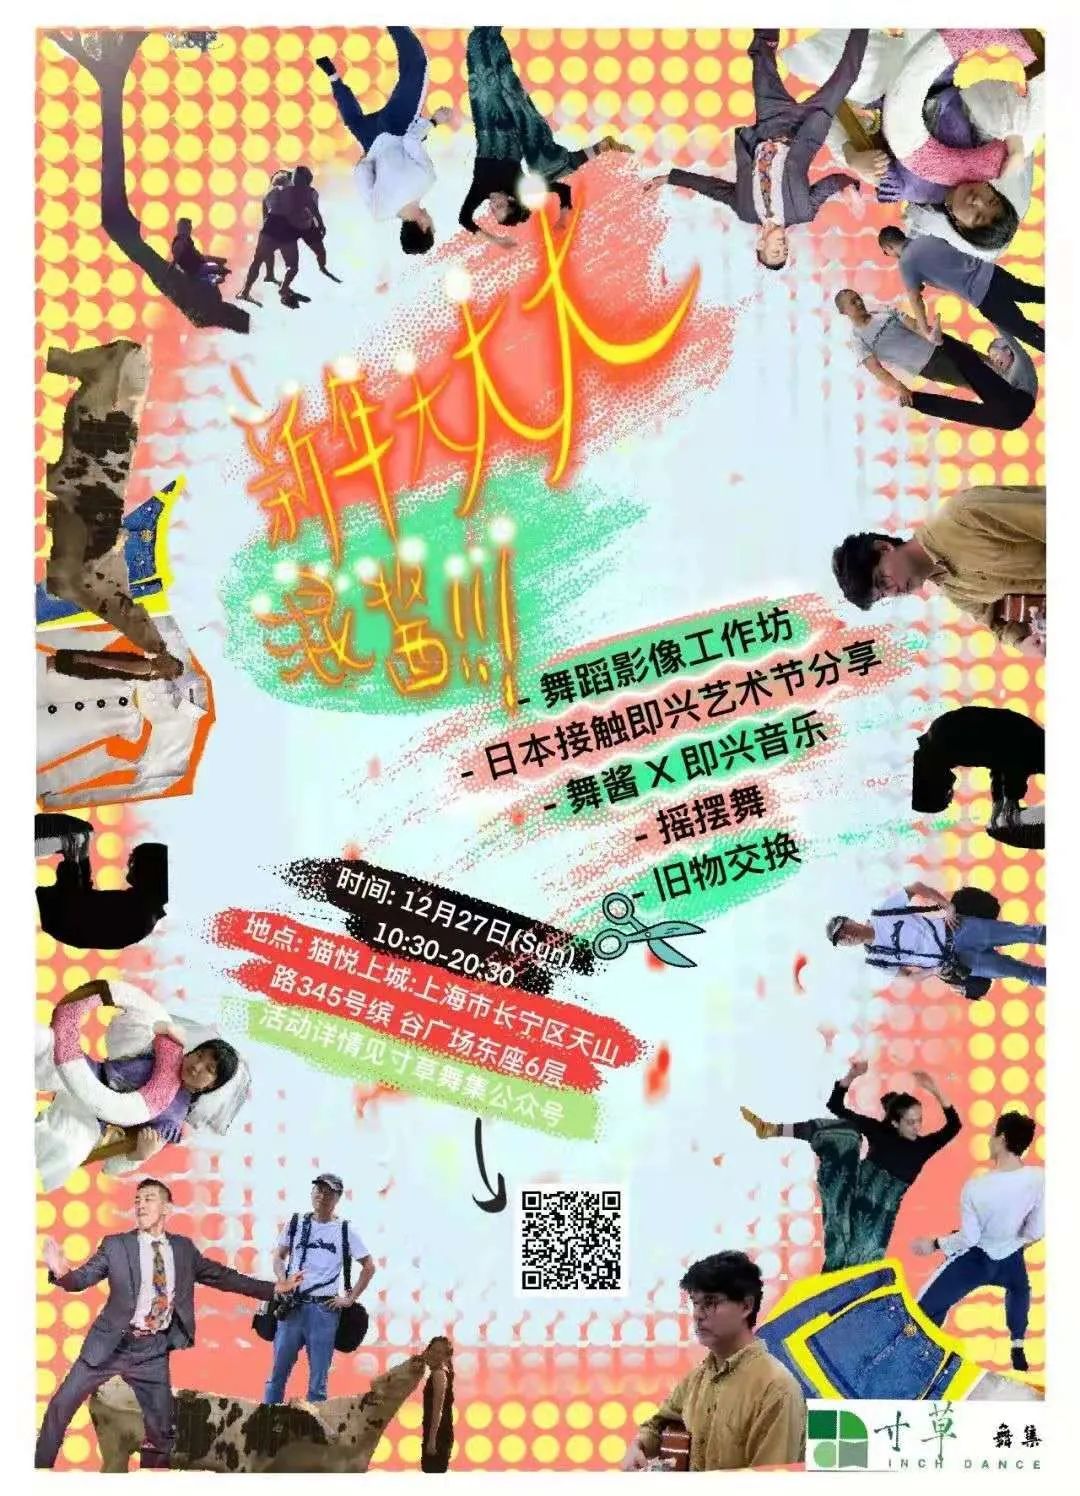 新年大大大
浪酱!!!
- 舞蹈影像工作坊
- 日本接触即兴艺术节分享
- 舞酱 X 即兴音乐
- 摇摆舞
- 旧物交换
时间: 12月27日(Sun)
10:30-20:30
地点: 猫悦上城:上海市长宁区天山
路345号缤 谷广场东座6层
活动详情见寸草舞集公众号
寸草 舞集
INCH DANCE